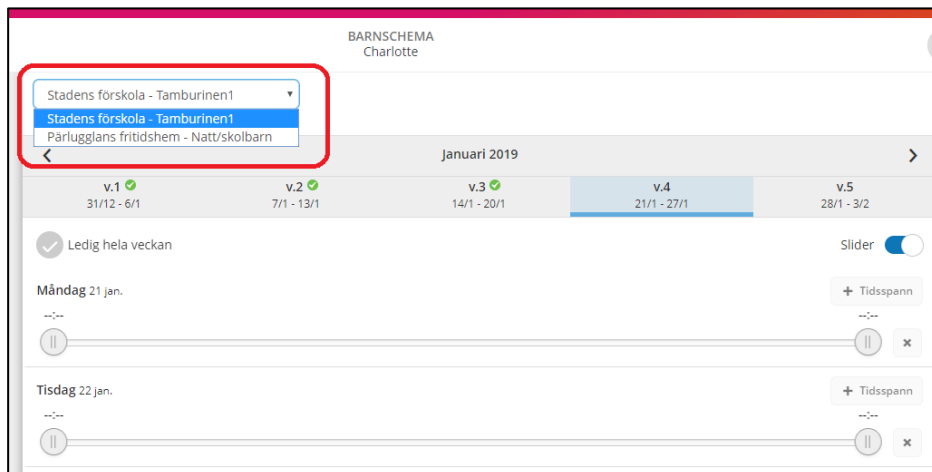 BARNSCHEMA
Charlotte
Stadens förskola - Tamburinen1
Stadens förskola - Tamburinen1
Pärlugglans fritidshem - Natt/skolbarn
Januari 2019
v.1 v.2 v.3 v.4 v.5
31/12 - 6/1 7/1 - 13/1 14/1 - 20/1 21/1 - 27/1 28/1 - 3/2
Ledig hela veckan Slider
Måndag 21 jan. + Tidsspann
--:-- --:--
Tisdag 22 jan. + Tidsspann
--:-- --:--